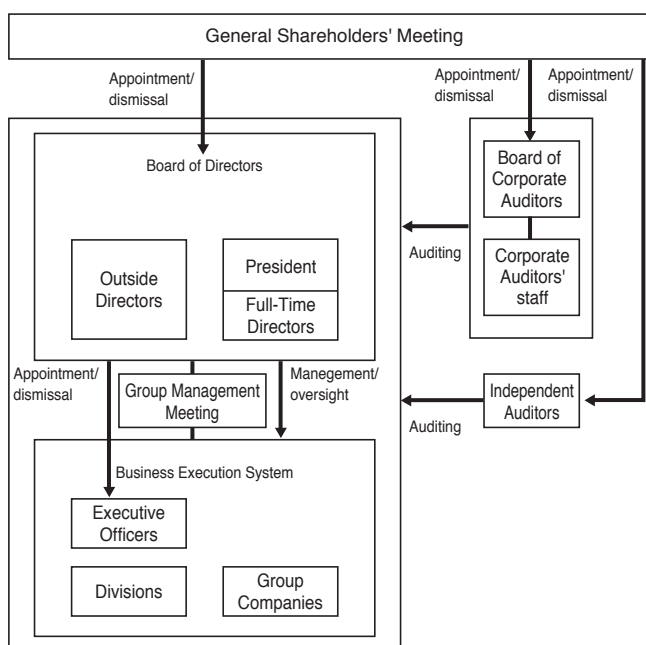 General Shareholders' Meeting
Appointment/
dismissal
Appointment/
dismissal
Appointment/
dismissal
Board of Directors
Board of
Corporate
Auditors
Auditing
Corporate
Auditors'
staff
Outside
Directors
President
Full-Time
Directors
Appointment/
dismissal
Group Management
Meeting
Manegement/
oversight
Independent
Auditors
Auditing
Business Execution System
Executive
Officers
Divisions
Group
Companies